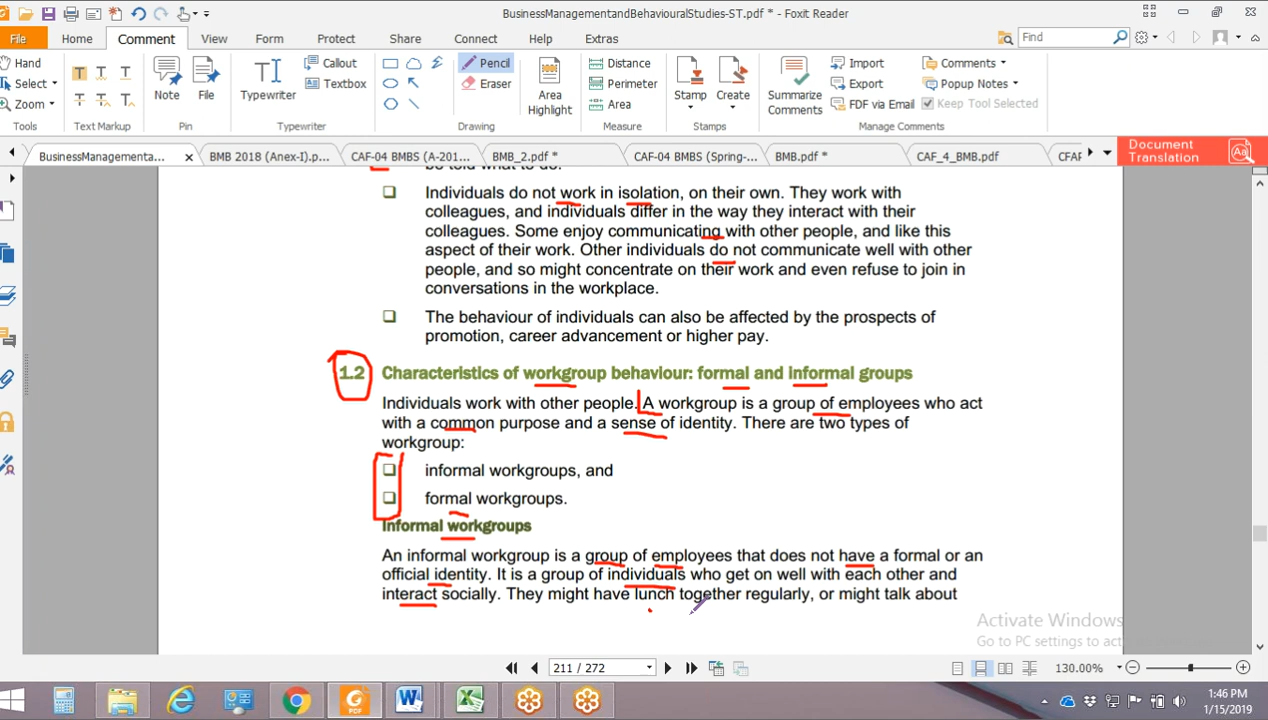 BusinessManagementandBehaviouralStudies-ST.pdf * - Foxit Reader
File Home Comment View Form Protect Share Connect Help Extras Find
Hand Select Zoom Tools
Text Markup
Note File Pin
Typewriter Callout Textbox Typewriter
Pencil Eraser Area Highlight Drawing
Distance Perimeter Area Measure
Stamp Create Stamps
Summarize Comments Import Export FDF via Email Comments Popup Notes Keep Tool Selected Manage Comments
BusinessManagementa... BMB 2018 (Anex-I).p... CAF-04 BMBS (A-201... BMB_2.pdf * CAF-04 BMBS (Spring-... BMB.pdf * CAF_4_BMB.pdf CFAP
Document Translation
be told what to do.
Individuals do not work in isolation, on their own. They work with
colleagues, and individuals differ in the way they interact with their
colleagues. Some enjoy communicating with other people, and like this
aspect of their work. Other individuals do not communicate well with other
people, and so might concentrate on their work and even refuse to join in
conversations in the workplace.
The behaviour of individuals can also be affected by the prospects of
promotion, career advancement or higher pay.
1.2 Characteristics of workgroup behaviour: formal and informal groups
Individuals work with other people. A workgroup is a group of employees who act
with a common purpose and a sense of identity. There are two types of
workgroup:
informal workgroups, and
formal workgroups.
Informal workgroups
An informal workgroup is a group of employees that does not have a formal or an
official identity. It is a group of individuals who get on well with each other and
interact socially. They might have lunch together regularly, or might talk about
Activate Windows
Go to PC settings to act
211 / 272 130.00%
1:46 PM
1/15/2019